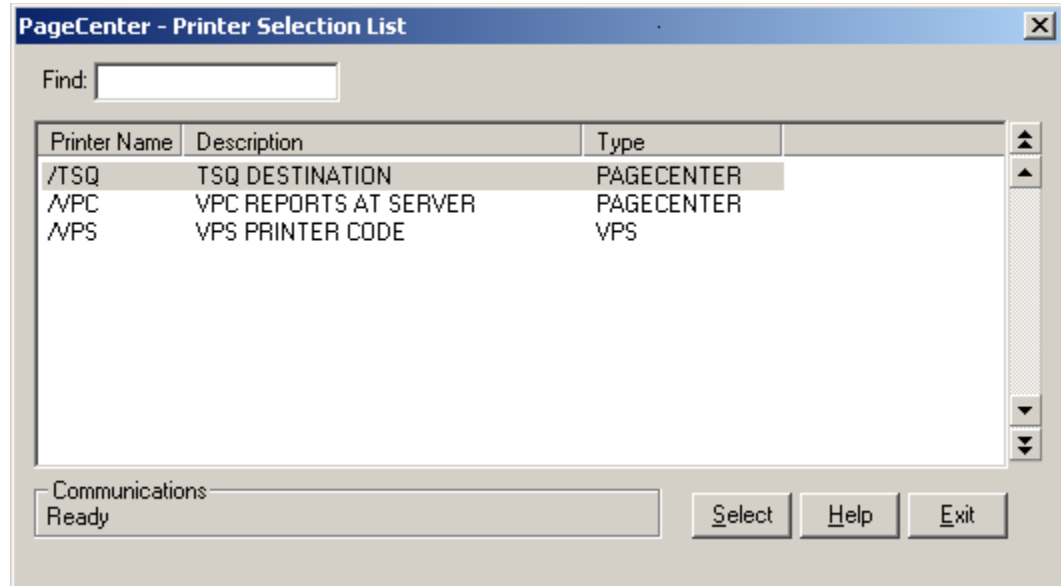 PageCenter - Printer Selection List
Find:
Printer Name Description Type
/TSQ TSQ DESTINATION PAGECENTER
/VPC VPC REPORTS AT SERVER PAGECENTER
/VPS VPS PRINTER CODE VPS
Communications
Ready
Select Help Exit